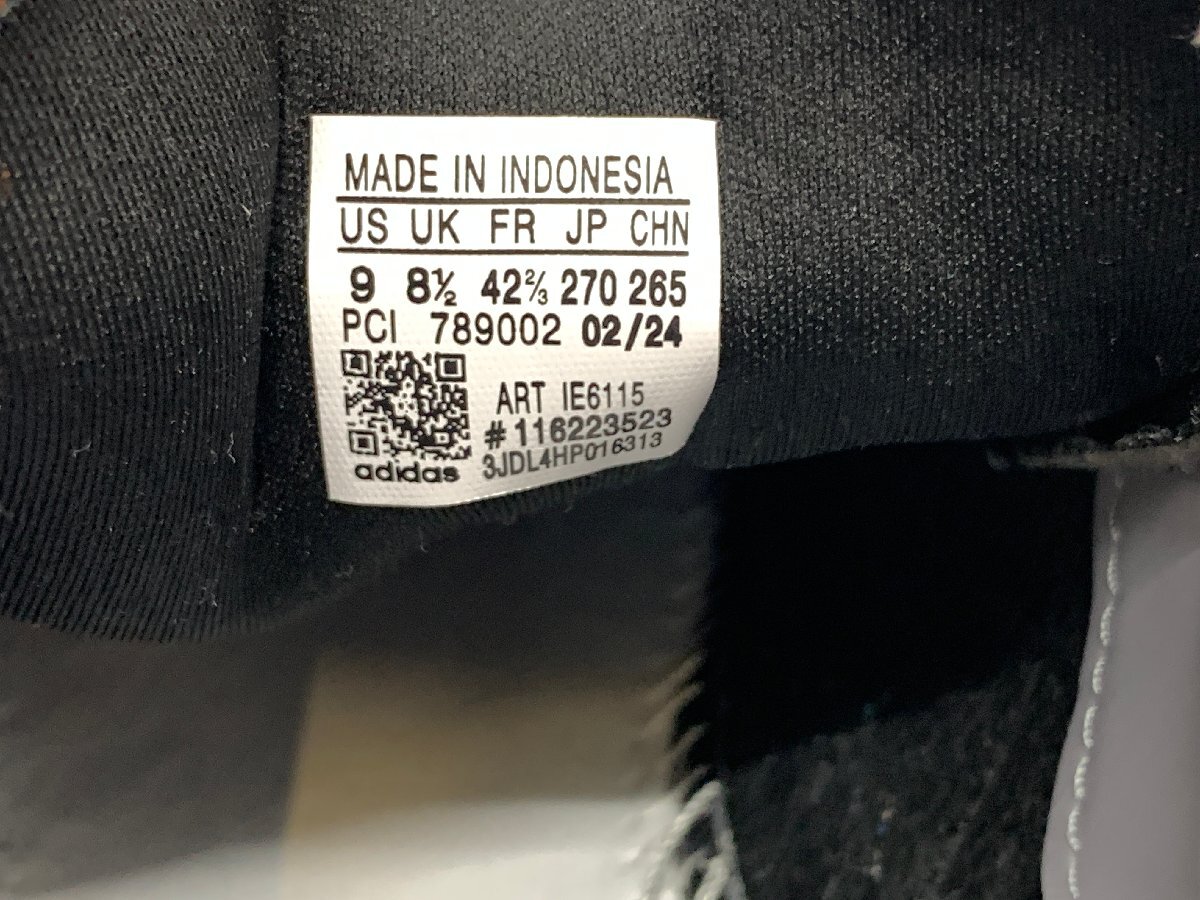 MADE IN INDONESIA
US UK FR JP CHN
9 8½ 42⅔ 270 265
PCI 789002 02/24
ART IE6115
#116223523
3JDL4HP016313
adidas